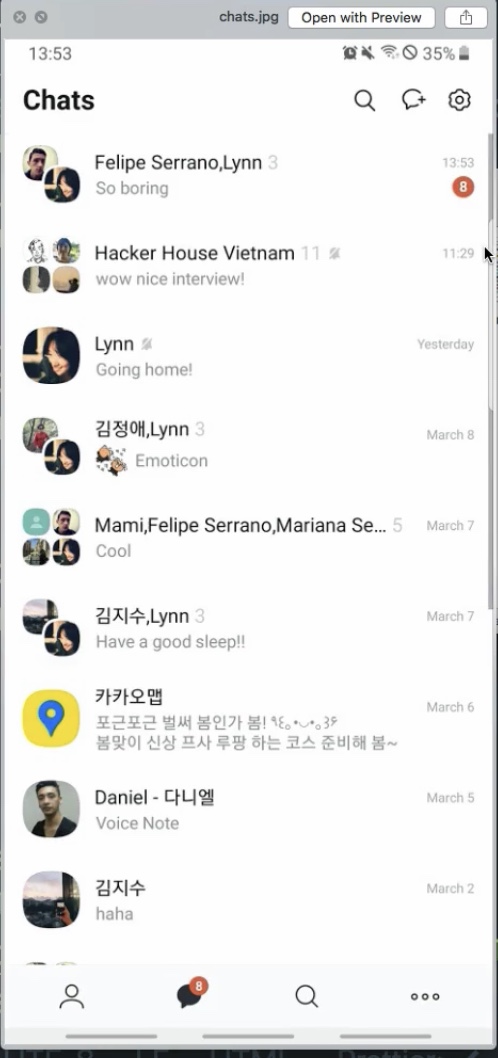 chats.jpg
Open with Preview
13:53
35%
Chats
Felipe Serrano,Lynn 3
13:53
So boring
8
Hacker House Vietnam 11
11:29
wow nice interview!
Lynn
Yesterday
Going home!
김정애,Lynn 3
March 8
Emoticon
Mami,Felipe Serrano,Mariana Se... 5
March 7
Cool
김지수,Lynn 3
March 7
Have a good sleep!!
카카오맵
March 6
포근포근 벌써 봄인가 봄! ٩꒰｡•◡•｡꒱۶
봄맞이 신상 프사 루팡 하는 코스 준비해 봄~
Daniel - 다니엘
March 5
Voice Note
김지수
March 2
haha
8